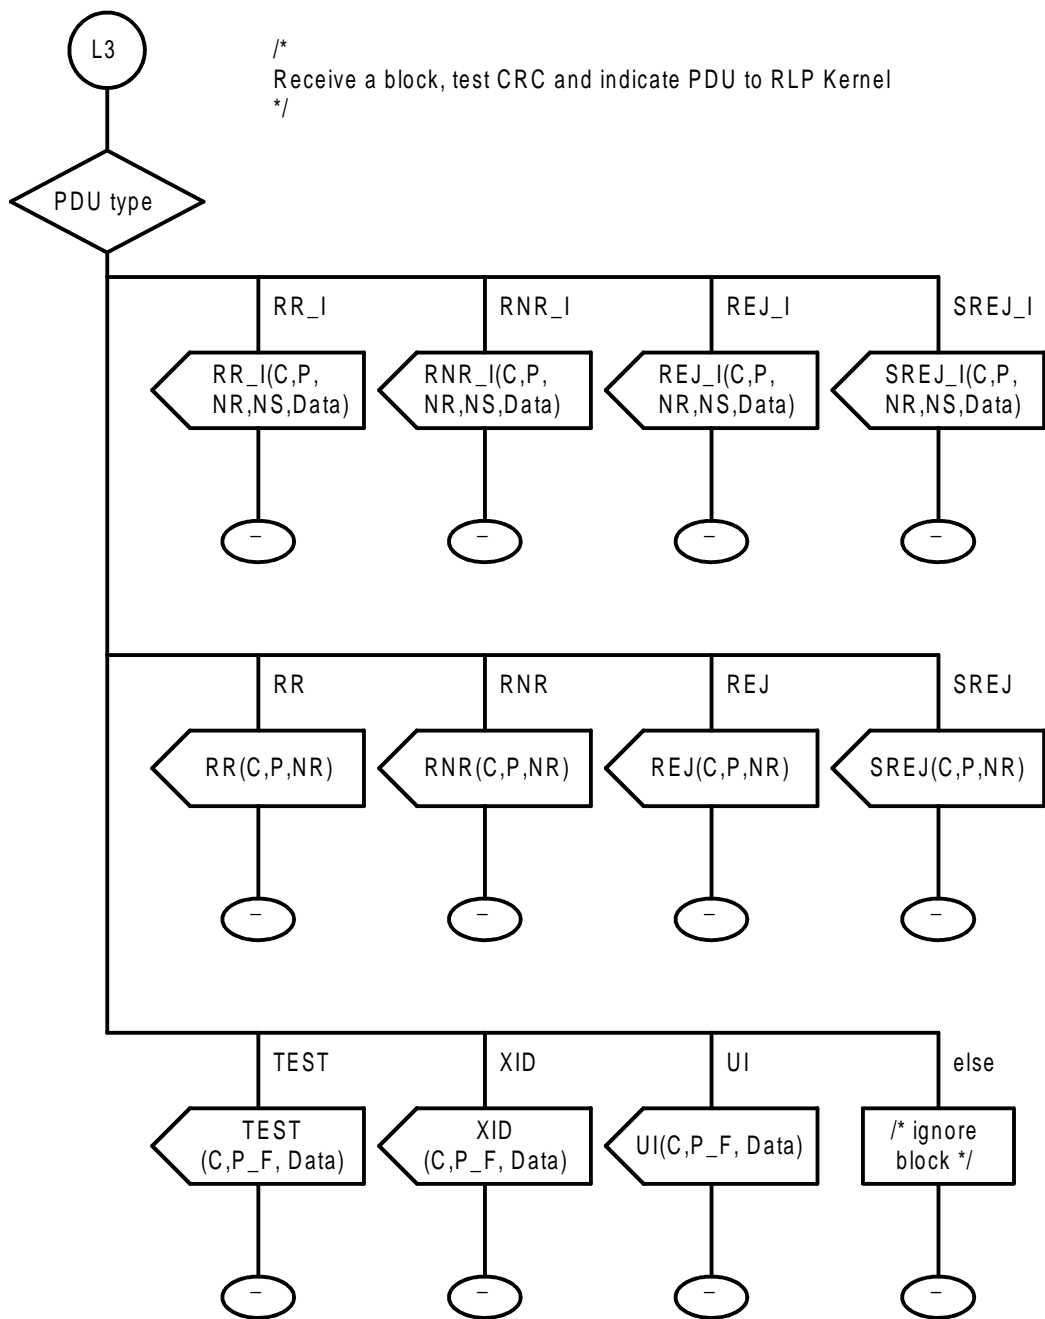 L3
/*
Receive a block, test CRC and indicate PDU to RLP Kernel
*/
PDU type
RR_I
RNR_I
REJ_I
SREJ_I
RR_I(C,P,
NR,NS,Data)
RNR_I(C,P,
NR,NS,Data)
REJ_I(C,P,
NR,NS,Data)
SREJ_I(C,P,
NR,NS,Data)
–
–
–
–
RR
RNR
REJ
SREJ
RR(C,P,NR)
RNR(C,P,NR)
REJ(C,P,NR)
SREJ(C,P,NR)
–
–
–
–
TEST
XID
UI
else
TEST
(C,P_F, Data)
XID
(C,P_F, Data)
UI(C,P_F, Data)
/* ignore
block */
–
–
–
–